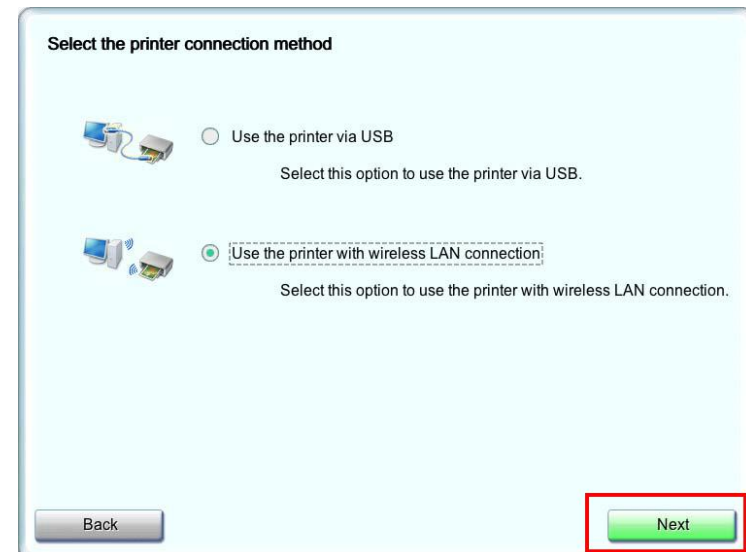 Select the printer connection method
Use the printer via USB
Select this option to use the printer via USB.
Use the printer with wireless LAN connection
Select this option to use the printer with wireless LAN connection.
Back
Next